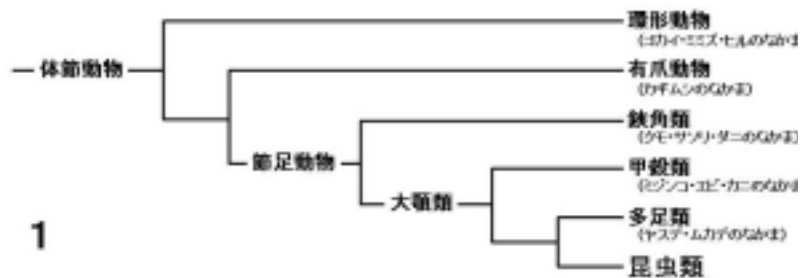 環形動物
(ゴカイ・ミミズ・ヒルのなかま
体節動物
有爪動物
(カギムシのなかま)
鋏角類
(クモ・サソリ・ダニのなかま)
節足動物
甲殻類
(ミジンコ・エビ・カニのなかま
大顎類
多足類
(ヤスデ・ムカデのなかま)
昆虫類
1